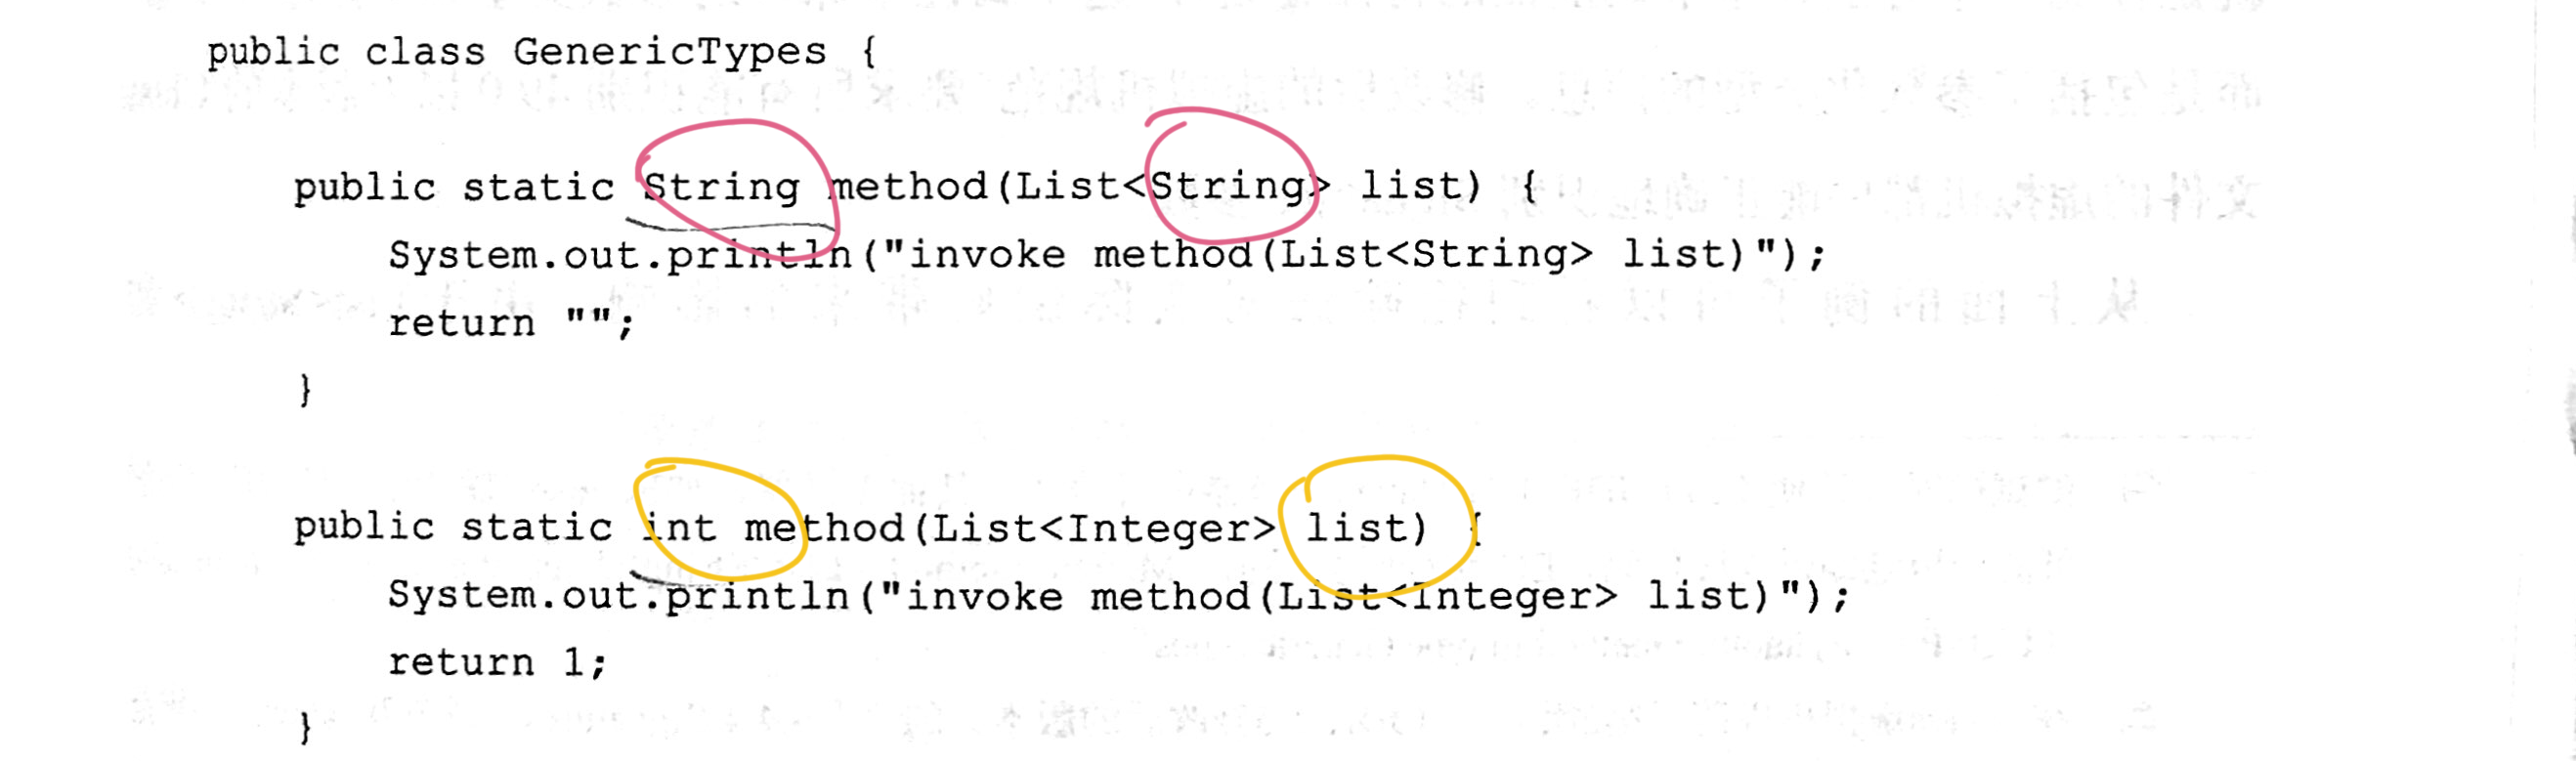 public class GenericTypes {
public static String method(List<String> list) {
System.out.println("invoke method(List<String> list)");
return "";
}
public static int method(List<Integer> list) {
System.out.println("invoke method(List<Integer> list)");
return 1;
}